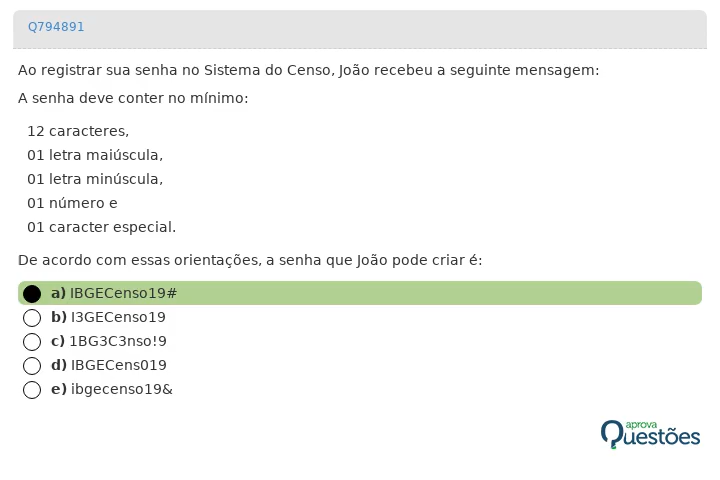 Q794891
Ao registrar sua senha no Sistema do Censo, João recebeu a seguinte mensagem:
A senha deve conter no mínimo:
12 caracteres,
01 letra maiúscula,
01 letra minúscula,
01 número e
01 caracter especial.
De acordo com essas orientações, a senha que João pode criar é:
a) IBGECenso19#
b) I3GECenso19
c) 1BG3C3nso!9
d) IBGECens019
e) ibgecenso19&
aprova
Questões